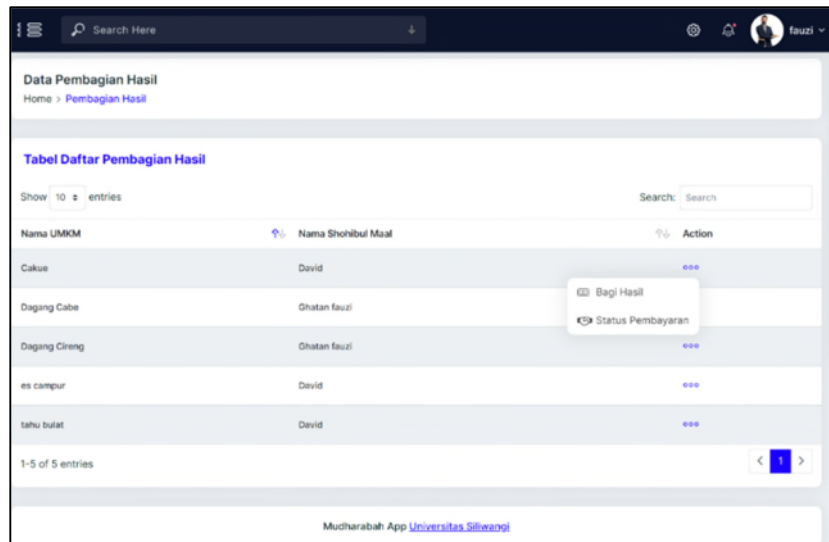 Search Here
fauzi
Data Pembagian Hasil
Home > Pembagian Hasil
Tabel Daftar Pembagian Hasil
Show 10 entries Search: Search
Nama UMKM Nama Shohibul Maal Action
Cakue David
Bagi Hasil
Dagang Cabe Ghatan fauzi
Status Pembayaran
Dagang Cireng Ghatan fauzi
es campur David
tahu bulat David
1-5 of 5 entries < 1 >
Mudharabah App Universitas Siliwangi